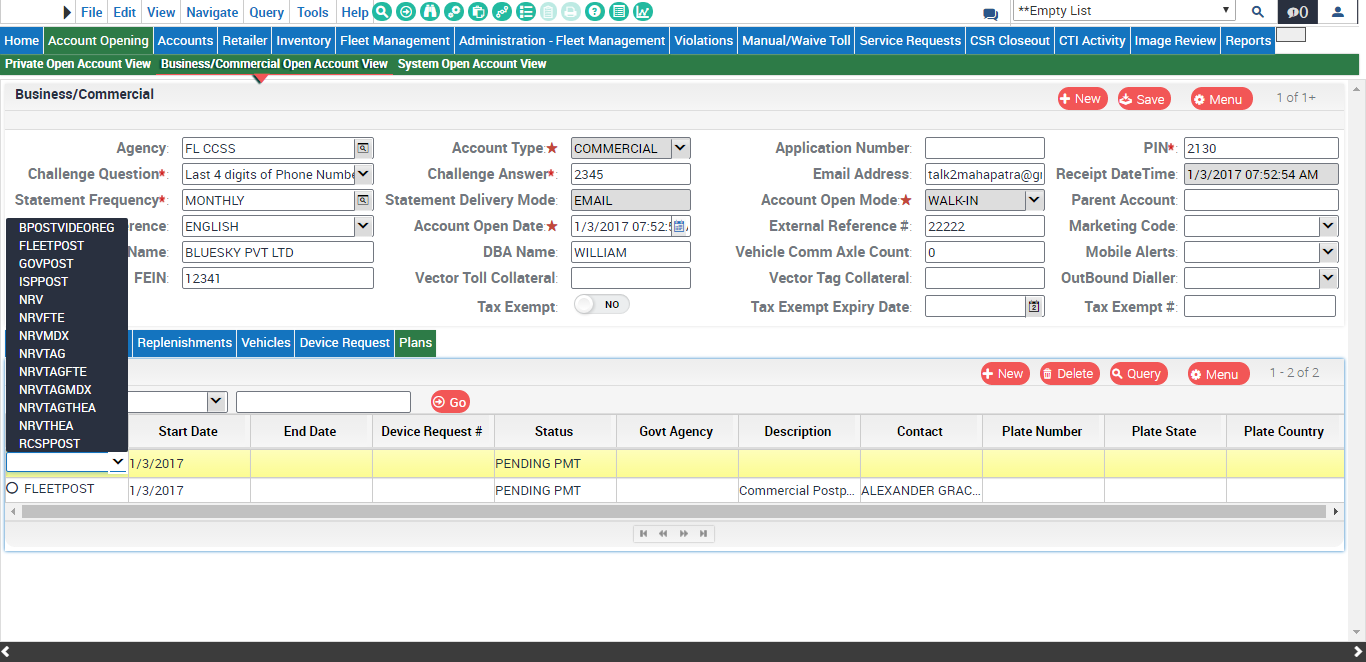 File Edit View Navigate Query Tools Help **Empty List 0
Home Account Opening Accounts Retailer Inventory Fleet Management Administration - Fleet Management Violations Manual/Waive Toll Service Requests CSR Closeout CTI Activity Image Review Reports
Private Open Account View Business/Commercial Open Account View System Open Account View
Business/Commercial New Save Menu 1 of 1+
Agency: FL CCSS Account Type:★ COMMERCIAL Application Number: PIN*: 2130
Challenge Question*: Last 4 digits of Phone Numbe Challenge Answer*: 2345 Email Address: talk2mahapatra@gr Receipt DateTime: 1/3/2017 07:52:54 AM
Statement Frequency*: MONTHLY Statement Delivery Mode: EMAIL Account Open Mode:★ WALK-IN Parent Account:
erence: ENGLISH Account Open Date:★ 1/3/2017 07:52: External Reference #: 22222 Marketing Code:
Name: BLUESKY PVT LTD DBA Name: WILLIAM Vehicle Comm Axle Count: 0 Mobile Alerts:
FEIN: 12341 Vector Toll Collateral: Vector Tag Collateral: OutBound Dialler:
Tax Exempt: NO Tax Exempt Expiry Date: 2 Tax Exempt #:
BPOSTVIDEOREG
FLEETPOST
GOVPOST
ISPPOST
NRV
NRVFTE
NRVMDX
NRVTAG
NRVTAGFTE
NRVTAGMDX
NRVTAGTHEA
NRVTHEA
RCSPPOST
Replenishments Vehicles Device Request Plans
New Delete Query Menu 1 - 2 of 2
Go
Start Date End Date Device Request # Status Govt Agency Description Contact Plate Number Plate State Plate Country
1/3/2017 PENDING PMT
FLEETPOST 1/3/2017 PENDING PMT Commercial Postp... ALEXANDER GRAC...